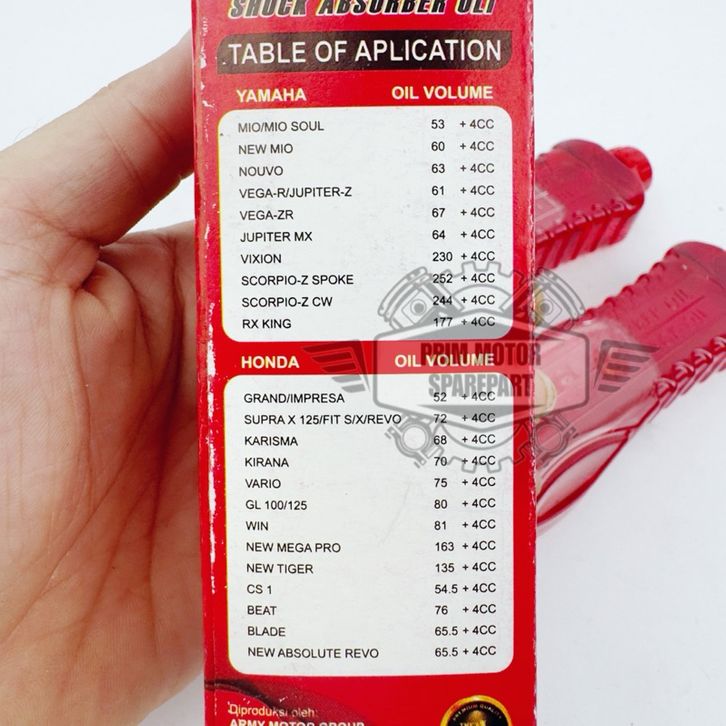 SHOCK ABSORBER OLI
TABLE OF APLICATION
YAMAHA OIL VOLUME
MIO/MIO SOUL 53 + 4CC
NEW MIO 60 + 4CC
NOUVO 63 + 4CC
VEGA-R/JUPITER-Z 61 + 4CC
VEGA-ZR 67 + 4CC
JUPITER MX 64 + 4CC
VIXION 230 + 4CC
SCORPIO-Z SPOKE 252 + 4CC
SCORPIO-Z CW 244 + 4CC
RX KING 177 + 4CC
HONDA OIL VOLUME
GRAND/IMPRESA 52 + 4CC
SUPRA X 125/FIT S/X/REVO 72 + 4CC
KARISMA 68 + 4CC
KIRANA 70 + 4CC
VARIO 75 + 4CC
GL 100/125 80 + 4CC
WIN 81 + 4CC
NEW MEGA PRO 163 + 4CC
NEW TIGER 135 + 4CC
CS 1 54.5 + 4CC
BEAT 76 + 4CC
BLADE 65.5 + 4CC
NEW ABSOLUTE REVO 65.5 + 4CC
Diproduksi oleh:
ARMY MOTOR GROUP
PREMIUM QUALITY
PRIM MOTOR
SPAREPART